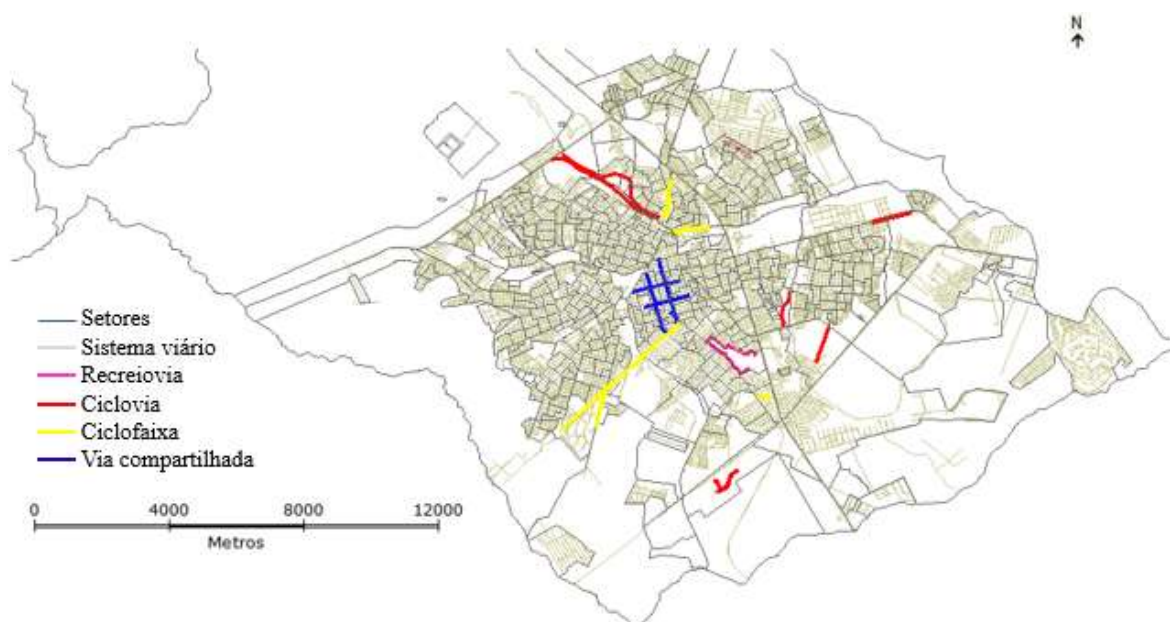 N
Setores
Sistema viário
Recreiovia
Ciclovia
Ciclofaixa
Via compartilhada
0 4000 8000 12000
Metros